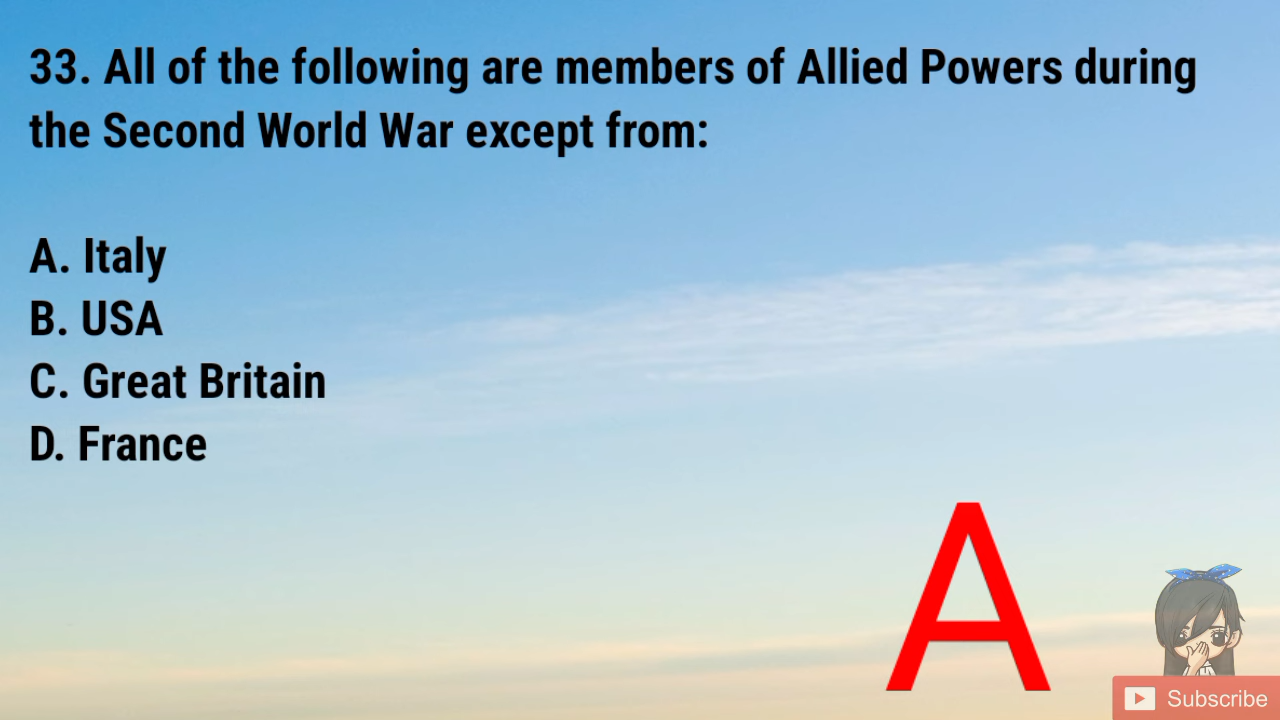 33. All of the following are members of Allied Powers during
the Second World War except from:
A. Italy
B. USA
C. Great Britain
D. France
A
Subscribe